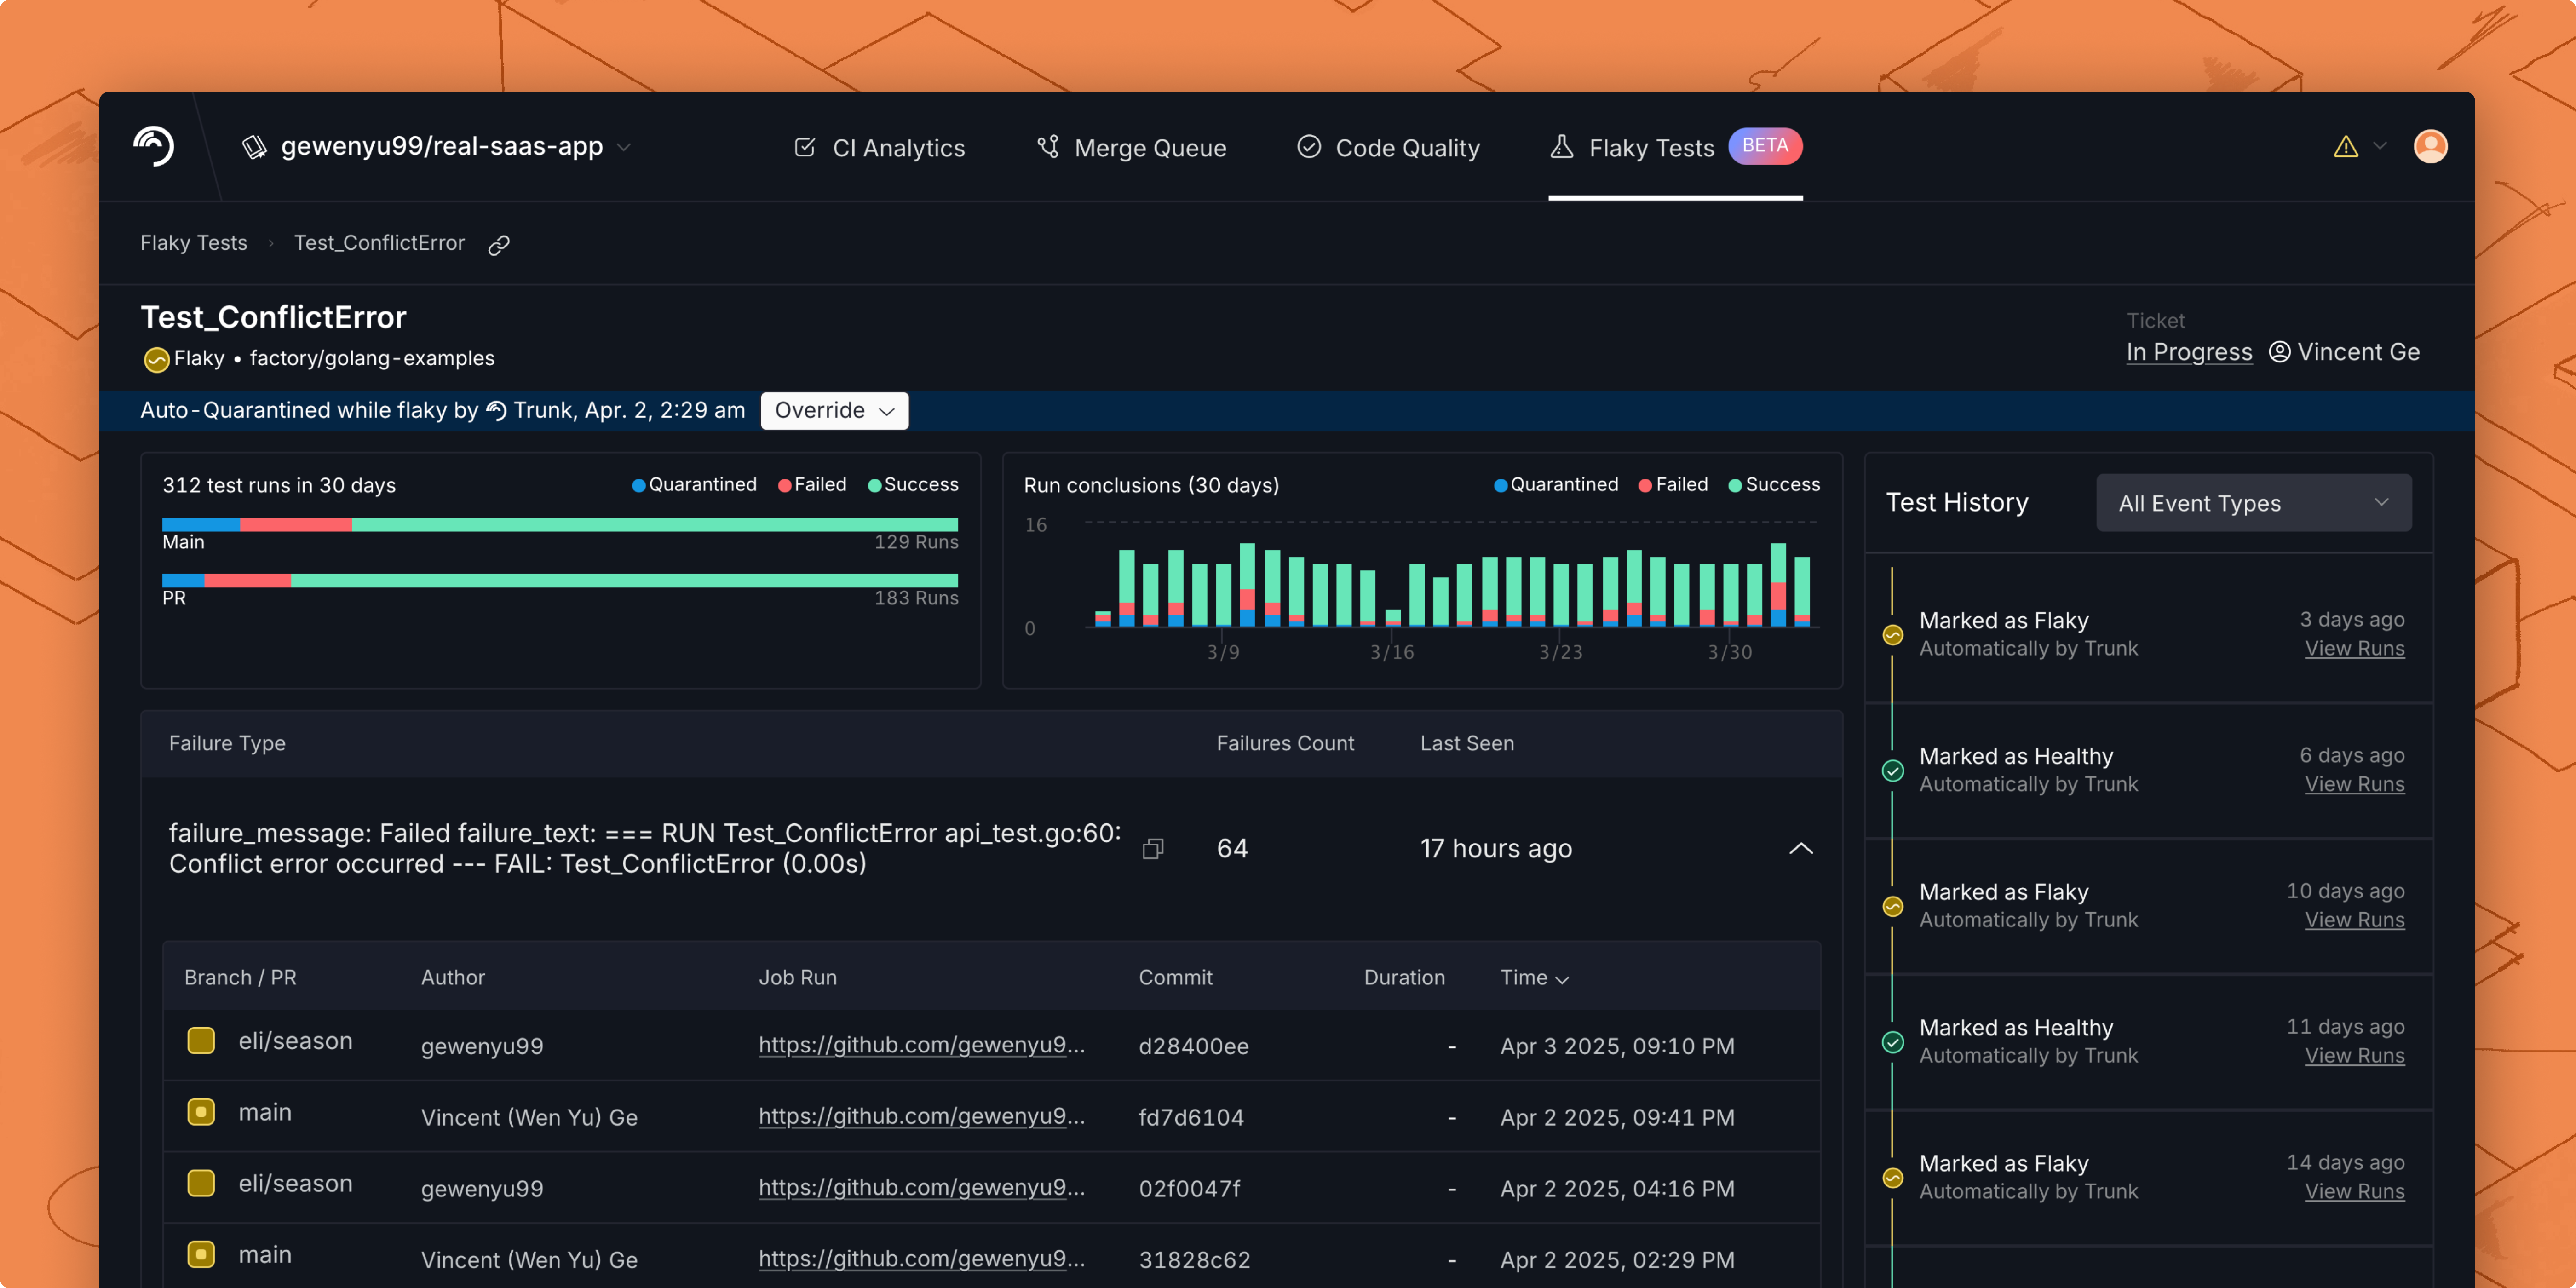 gewenyu99/real-saas-app
CI Analytics
Merge Queue
Code Quality
Flaky Tests
BETA
Flaky Tests › Test_ConflictError
Test_ConflictError
Flaky • factory/golang-examples
Ticket
In Progress Vincent Ge
Auto-Quarantined while flaky by Trunk, Apr. 2, 2:29 am
Override
312 test runs in 30 days
Quarantined Failed Success
Main
129 Runs
PR
183 Runs
Run conclusions (30 days)
Quarantined Failed Success
16
0
3/9 3/16 3/23 3/30
Failure Type Failures Count Last Seen
failure_message: Failed failure_text: === RUN Test_ConflictError api_test.go:60:
Conflict error occurred --- FAIL: Test_ConflictError (0.00s)
64
17 hours ago
Branch / PR Author Job Run Commit Duration Time
eli/season gewenyu99 https://github.com/gewenyu9... d28400ee - Apr 3 2025, 09:10 PM
main Vincent (Wen Yu) Ge https://github.com/gewenyu9... fd7d6104 - Apr 2 2025, 09:41 PM
eli/season gewenyu99 https://github.com/gewenyu9... 02f0047f - Apr 2 2025, 04:16 PM
main Vincent (Wen Yu) Ge https://github.com/gewenyu9... 31828c62 - Apr 2 2025, 02:29 PM
Test History
All Event Types
Marked as Flaky 3 days ago
Automatically by Trunk View Runs
Marked as Healthy 6 days ago
Automatically by Trunk View Runs
Marked as Flaky 10 days ago
Automatically by Trunk View Runs
Marked as Healthy 11 days ago
Automatically by Trunk View Runs
Marked as Flaky 14 days ago
Automatically by Trunk View Runs